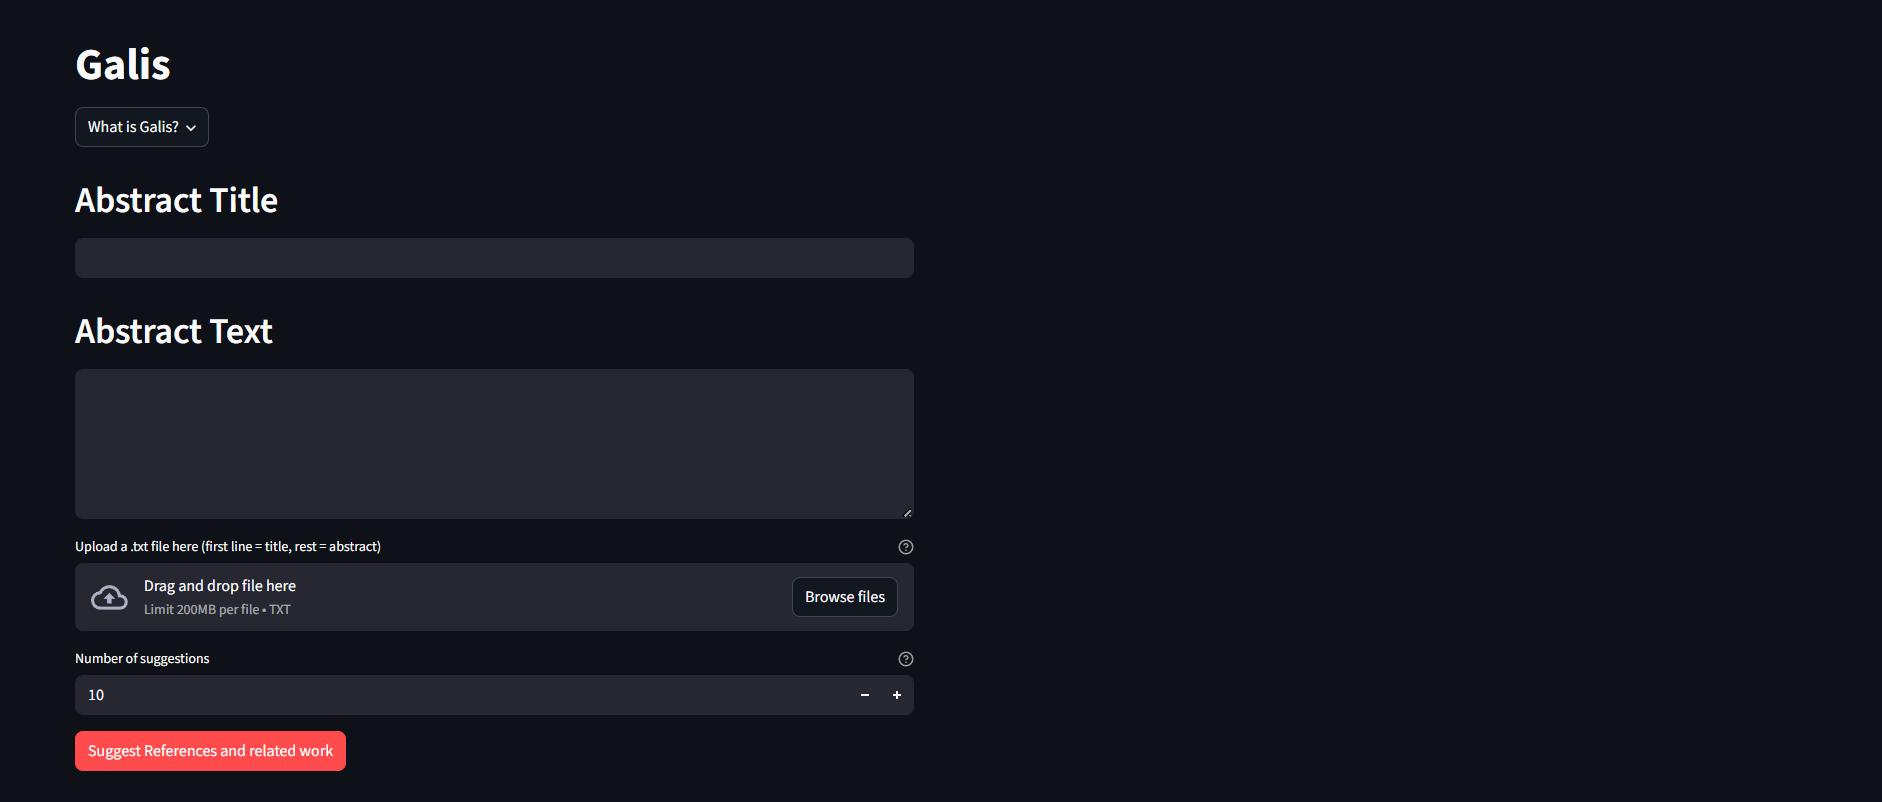 Galis
What is Galis?
Abstract Title
Abstract Text
Upload a .txt file here (first line = title, rest = abstract)
Drag and drop file here
Limit 200MB per file • TXT
Browse files
Number of suggestions
10
Suggest References and related work